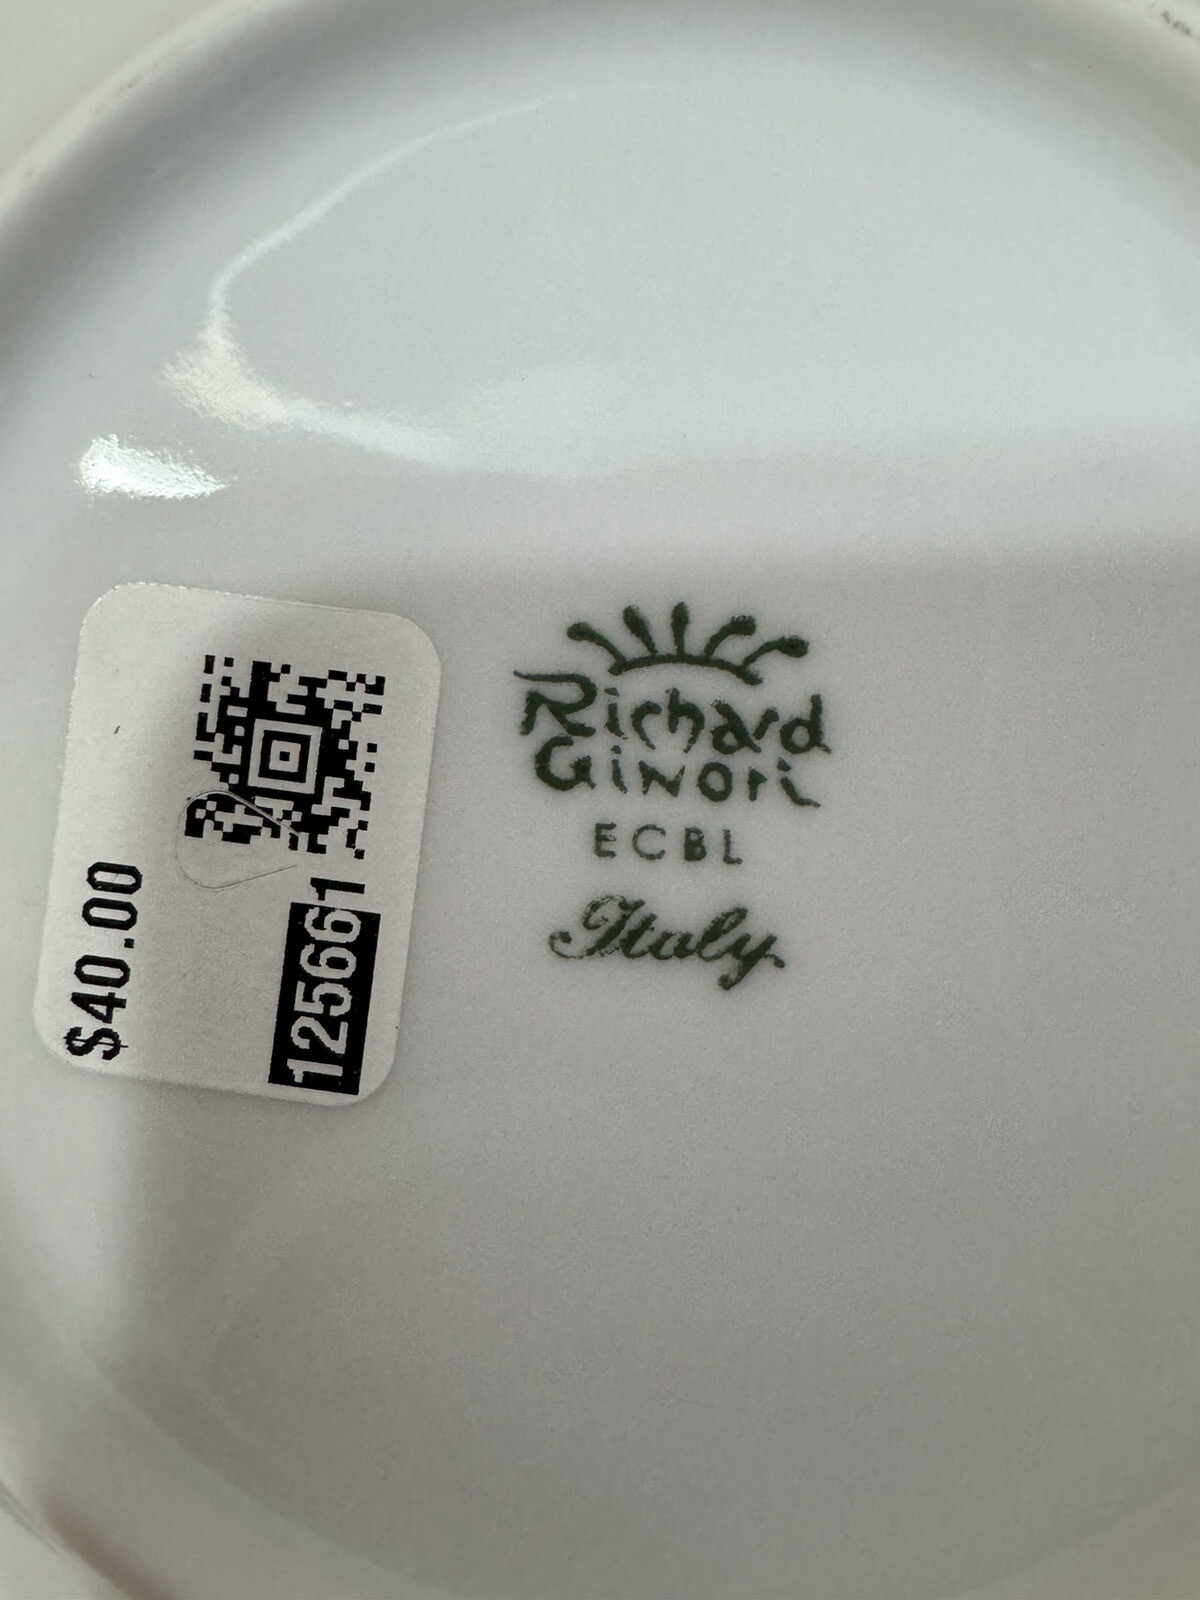 Richard
Ginori
ECBL
Italy
$40.00
125661